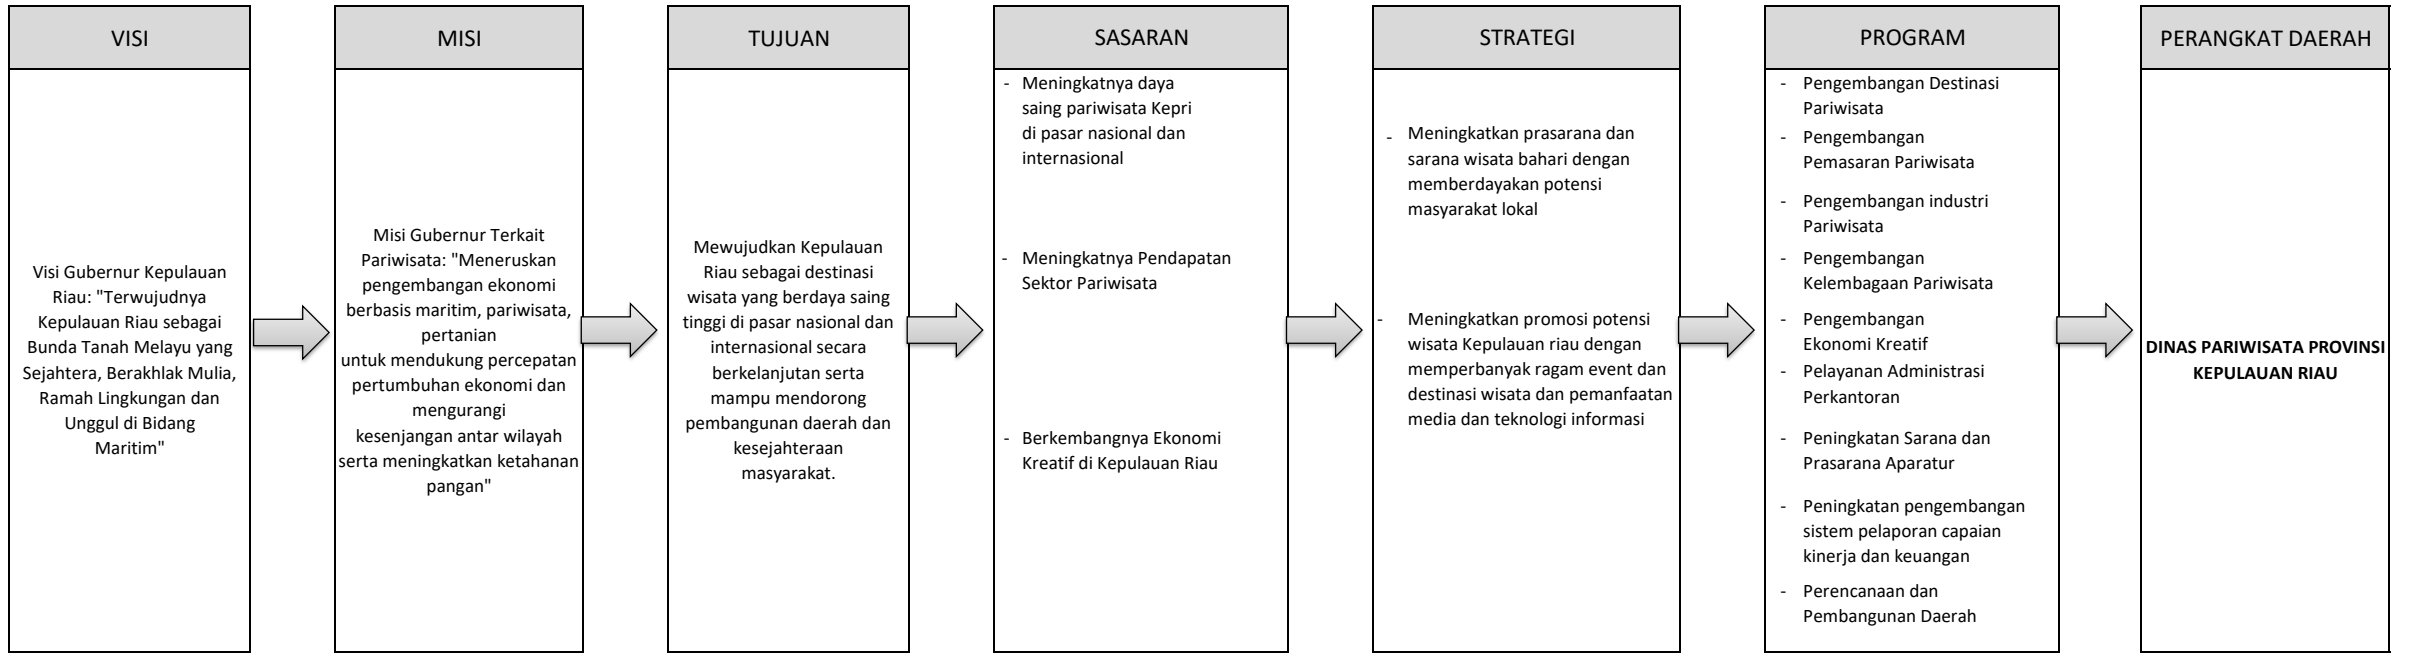 VISI
Visi Gubernur Kepulauan
Riau: "Terwujudnya
Kepulauan Riau sebagai
Bunda Tanah Melayu yang
Sejahtera, Berakhlak Mulia,
Ramah Lingkungan dan
Unggul di Bidang
Maritim"
MISI
Misi Gubernur Terkait
Pariwisata: "Meneruskan
pengembangan ekonomi
berbasis maritim, pariwisata,
pertanian
untuk mendukung percepatan
pertumbuhan ekonomi dan
mengurangi
kesenjangan antar wilayah
serta meningkatkan ketahanan
pangan"
TUJUAN
Mewujudkan Kepulauan
Riau sebagai destinasi
wisata yang berdaya saing
tinggi di pasar nasional dan
internasional secara
berkelanjutan serta
mampu mendorong
pembangunan daerah dan
kesejahteraan
masyarakat.
SASARAN
- Meningkatnya daya
saing pariwisata Kepri
di pasar nasional dan
internasional
- Meningkatnya Pendapatan
Sektor Pariwisata
- Berkembangnya Ekonomi
Kreatif di Kepulauan Riau
STRATEGI
- Meningkatkan prasarana dan
sarana wisata bahari dengan
memberdayakan potensi
masyarakat lokal
- Meningkatkan promosi potensi
wisata Kepulauan riau dengan
memperbanyak ragam event dan
destinasi wisata dan pemanfaatan
media dan teknologi informasi
PROGRAM
- Pengembangan Destinasi
Pariwisata
- Pengembangan
Pemasaran Pariwisata
- Pengembangan industri
Pariwisata
- Pengembangan
Kelembagaan Pariwisata
- Pengembangan
Ekonomi Kreatif
- Pelayanan Administrasi
Perkantoran
- Peningkatan Sarana dan
Prasarana Aparatur
- Peningkatan pengembangan
sistem pelaporan capaian
kinerja dan keuangan
- Perencanaan dan
Pembangunan Daerah
PERANGKAT DAERAH
DINAS PARIWISATA PROVINSI
KEPULAUAN RIAU